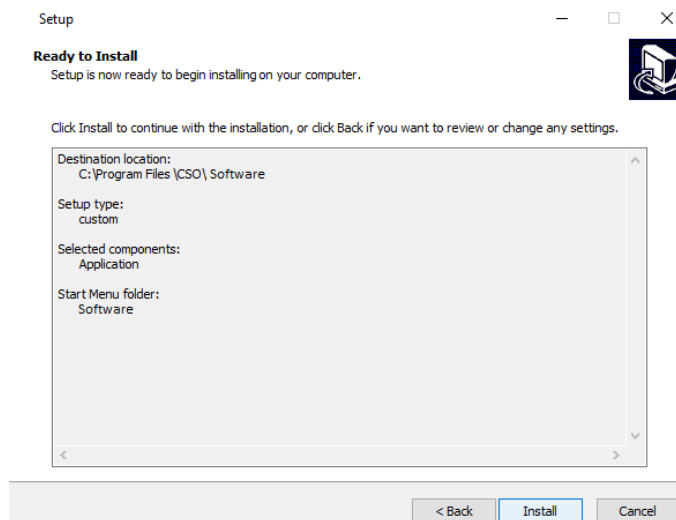 Setup
Ready to Install
Setup is now ready to begin installing on your computer.
Click Install to continue with the installation, or click Back if you want to review or change any settings.
Destination location:
C:\Program Files \CSO\ Software
Setup type:
custom
Selected components:
Application
Start Menu folder:
Software
< Back Install Cancel